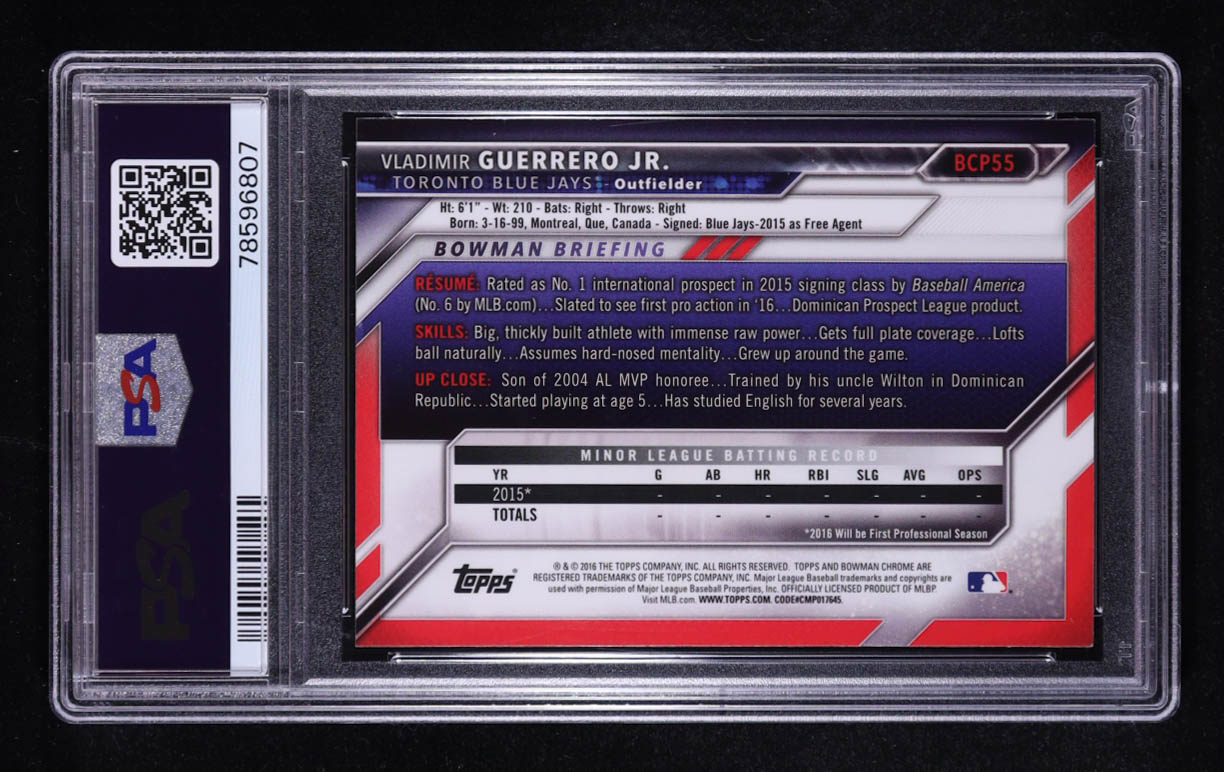 78596807
PSA
PSA
PSA
VLADIMIR GUERRERO JR.
BCP55
TORONTO BLUE JAYS - Outfielder
Ht: 6'1" - Wt: 210 - Bats: Right - Throws: Right
Born: 3-16-99, Montreal, Que, Canada - Signed: Blue Jays-2015 as Free Agent
BOWMAN BRIEFING
RÉSUMÉ: Rated as No. 1 international prospect in 2015 signing class by Baseball America
(No. 6 by MLB.com)...Slated to see first pro action in '16...Dominican Prospect League product.
SKILLS: Big, thickly built athlete with immense raw power...Gets full plate coverage...Lofts
ball naturally...Assumes hard-nosed mentality...Grew up around the game.
UP CLOSE: Son of 2004 AL MVP honoree...Trained by his uncle Wilton in Dominican
Republic...Started playing at age 5...Has studied English for several years.
MINOR LEAGUE BATTING RECORD
YR G AB HR RBI SLG AVG OPS
2015* - - - - - - -
TOTALS - - - - - - -
*2016 Will be First Professional Season
Topps®
® & © 2016 THE TOPPS COMPANY, INC. ALL RIGHTS RESERVED. TOPPS AND BOWMAN CHROME ARE
REGISTERED TRADEMARKS OF THE TOPPS COMPANY, INC. Major League Baseball trademarks and copyrights are
used with permission of Major League Baseball Properties, Inc. OFFICIALLY LICENSED PRODUCT OF MLBP.
Visit MLB.com. WWW.TOPPS.COM. CODE#CMP017645.